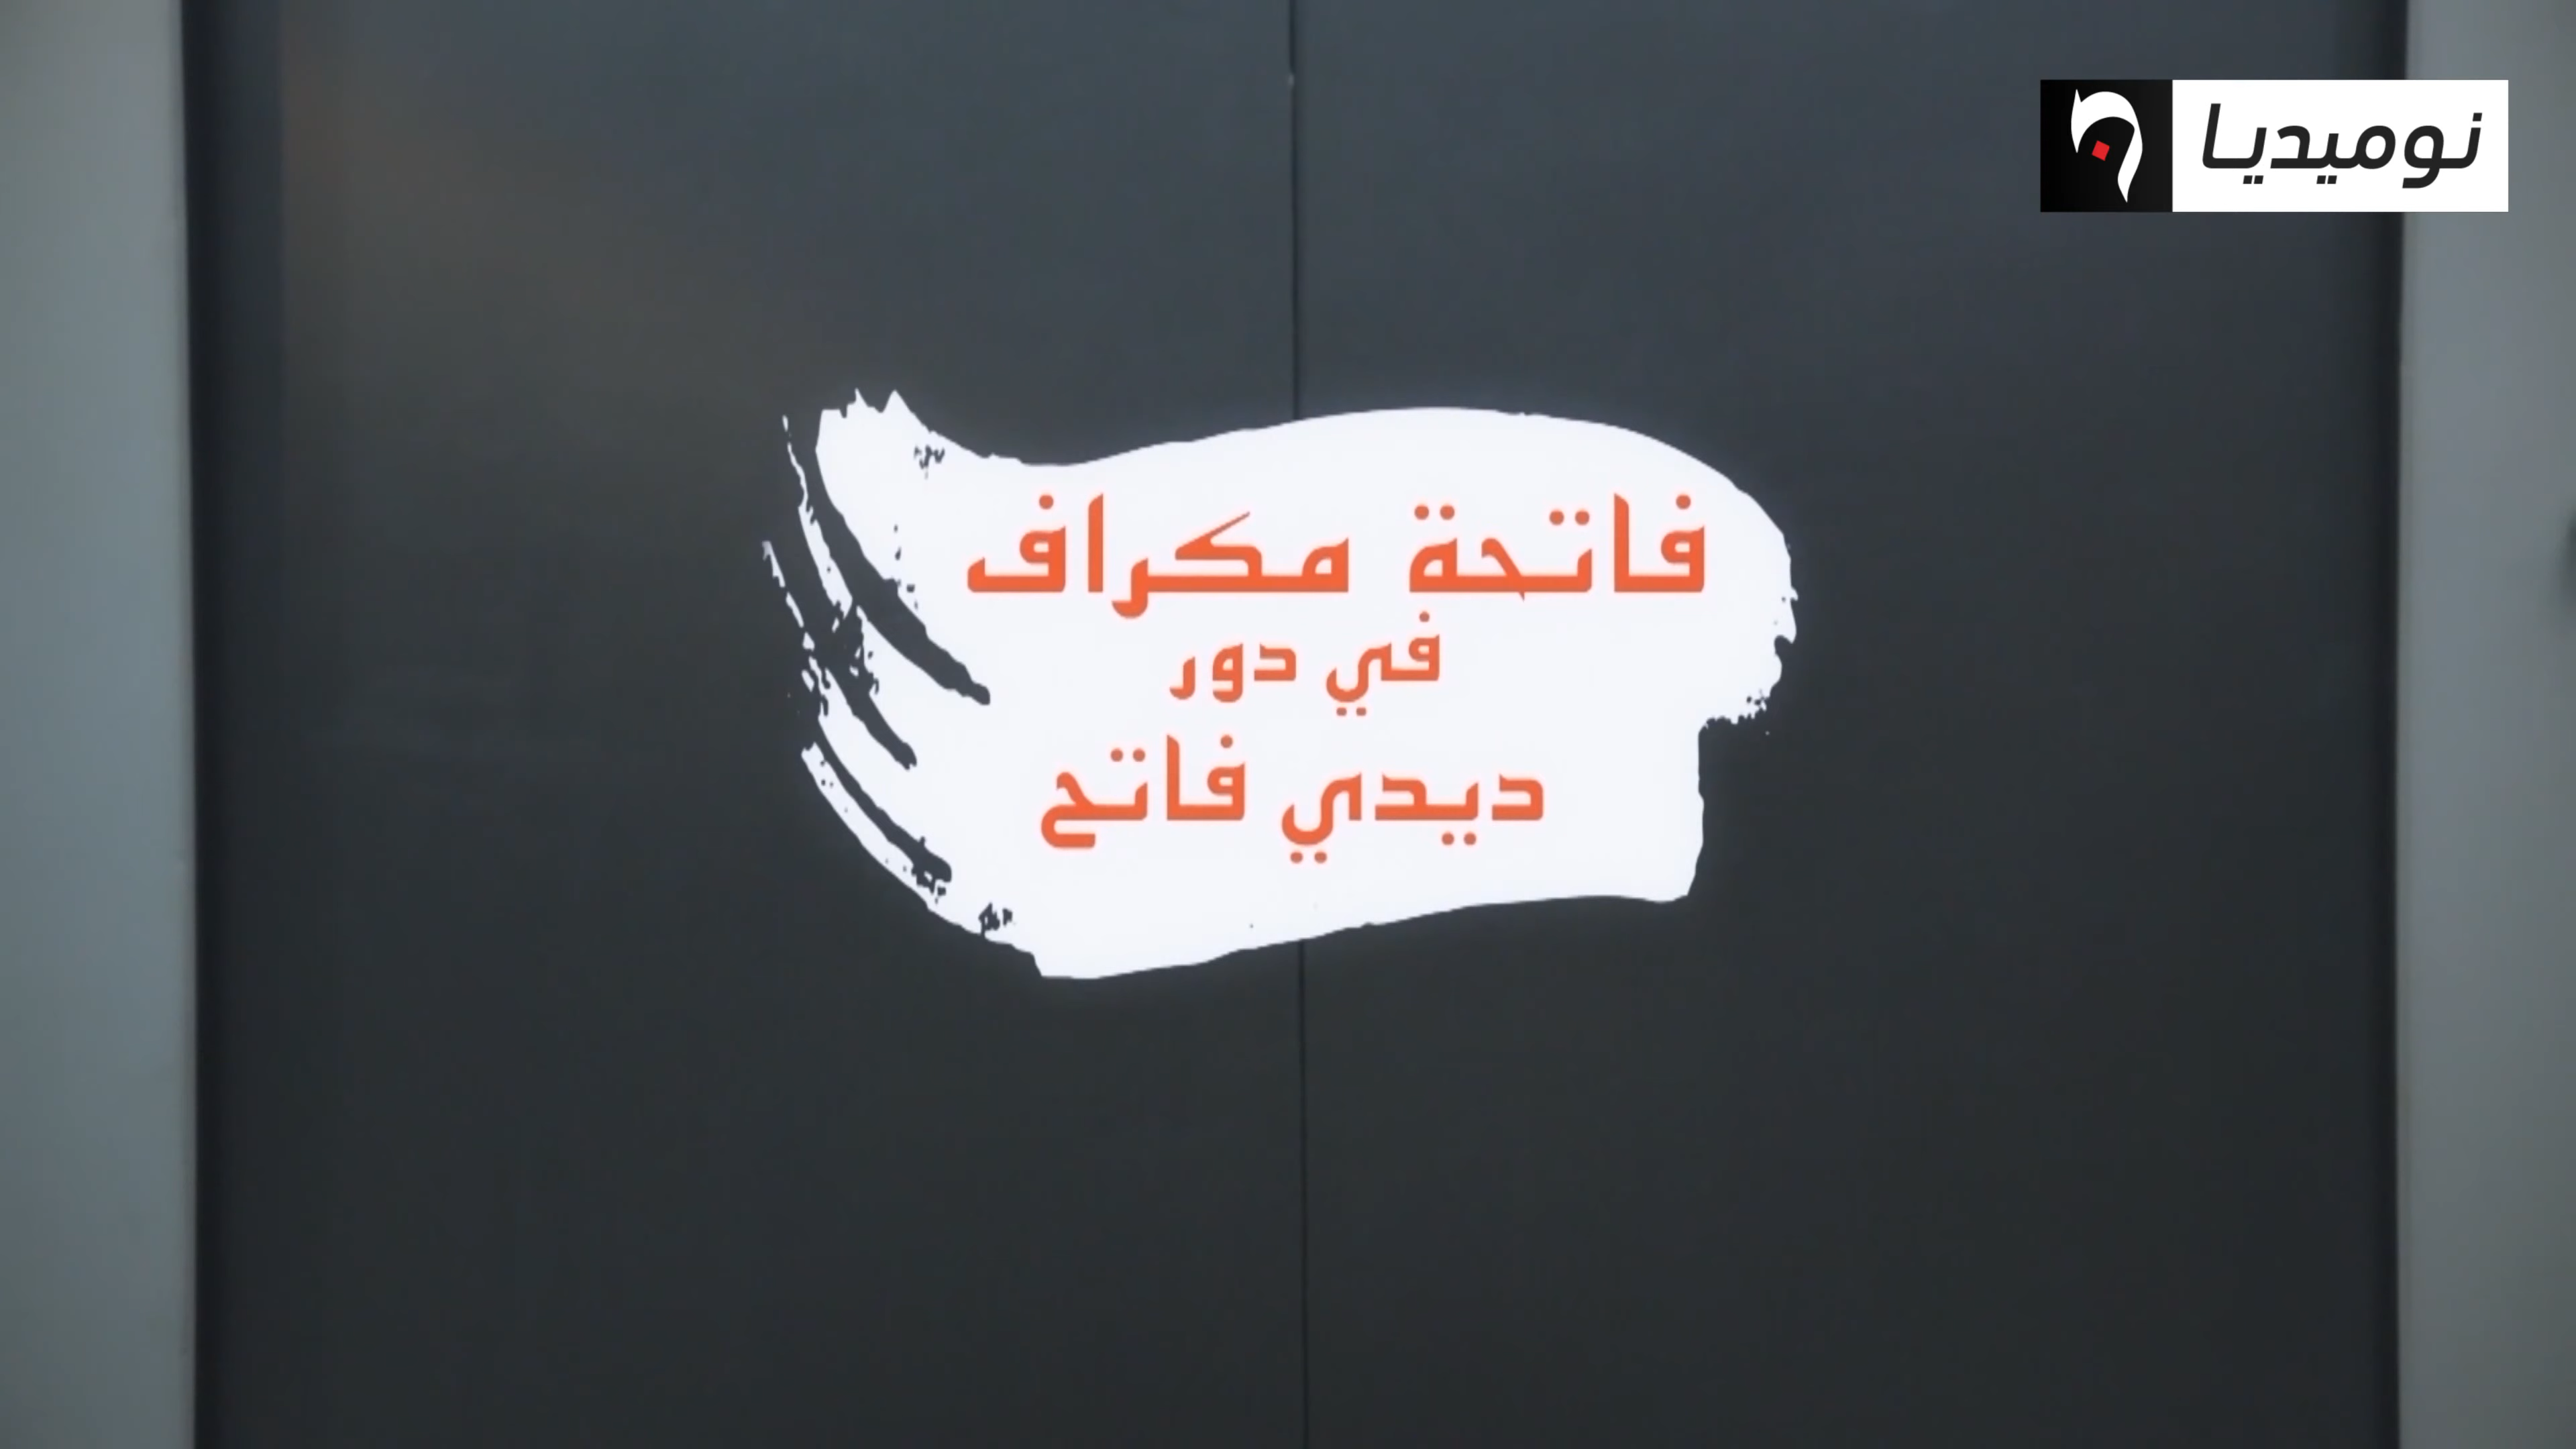 نوميديا
فاتحة مكراف
في دور
ديدي فاتح